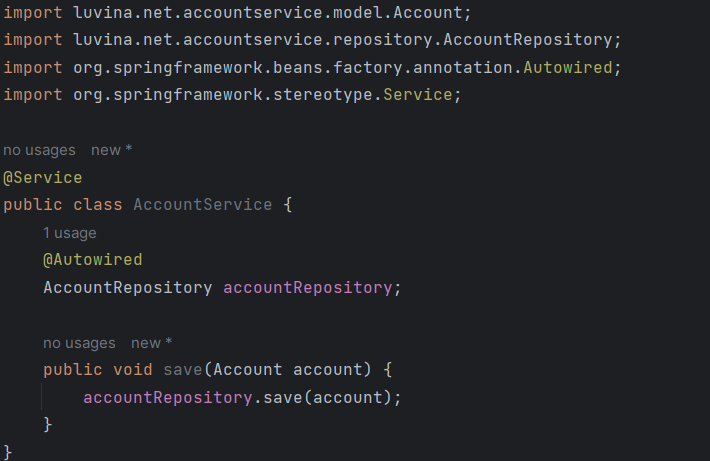 import luvina.net.accountservice.model.Account;
import luvina.net.accountservice.repository.AccountRepository;
import org.springframework.beans.factory.annotation.Autowired;
import org.springframework.stereotype.Service;
no usages new *
@Service
public class AccountService {
1 usage
@Autowired
AccountRepository accountRepository;
no usages new *
public void save(Account account) {
accountRepository.save(account);
}
}